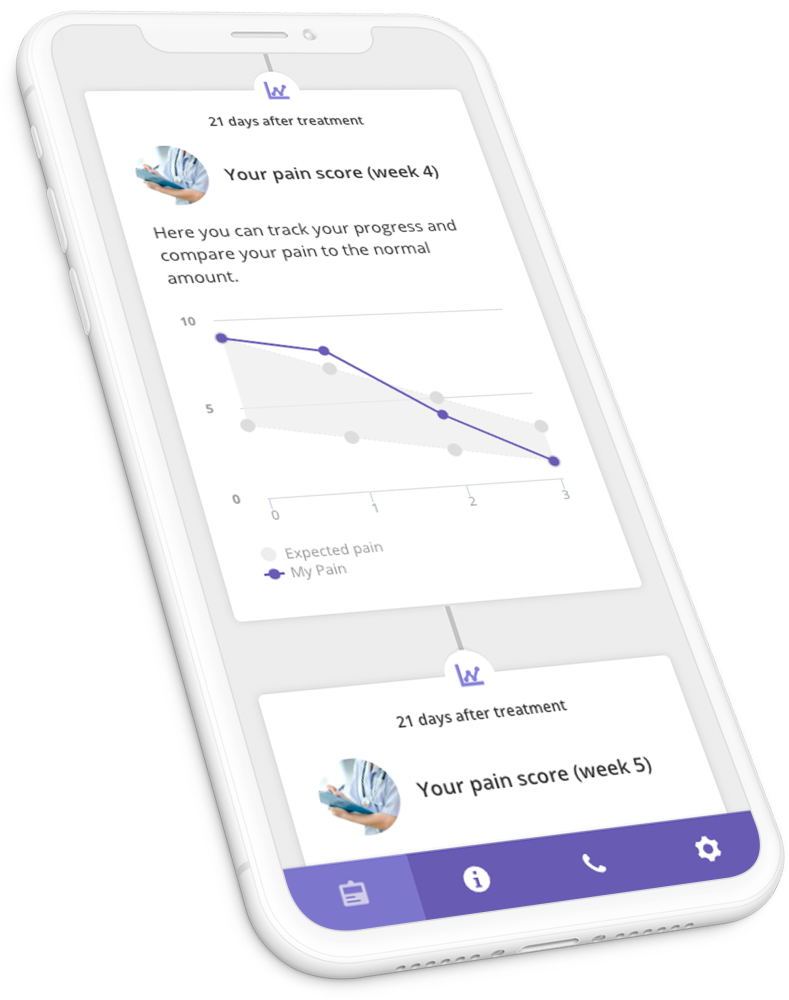 21 days after treatment
Your pain score (week 4)
Here you can track your progress and
compare your pain to the normal
amount.
10
5
0
0 1 2 3
Expected pain
My Pain
21 days after treatment
Your pain score (week 5)